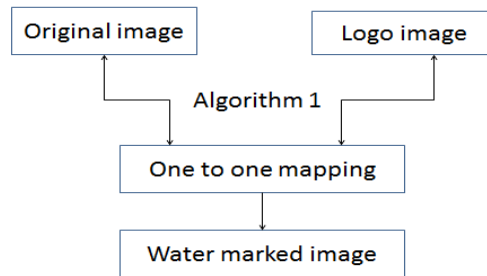 Original image
Logo image
Algorithm 1
One to one mapping
Water marked image